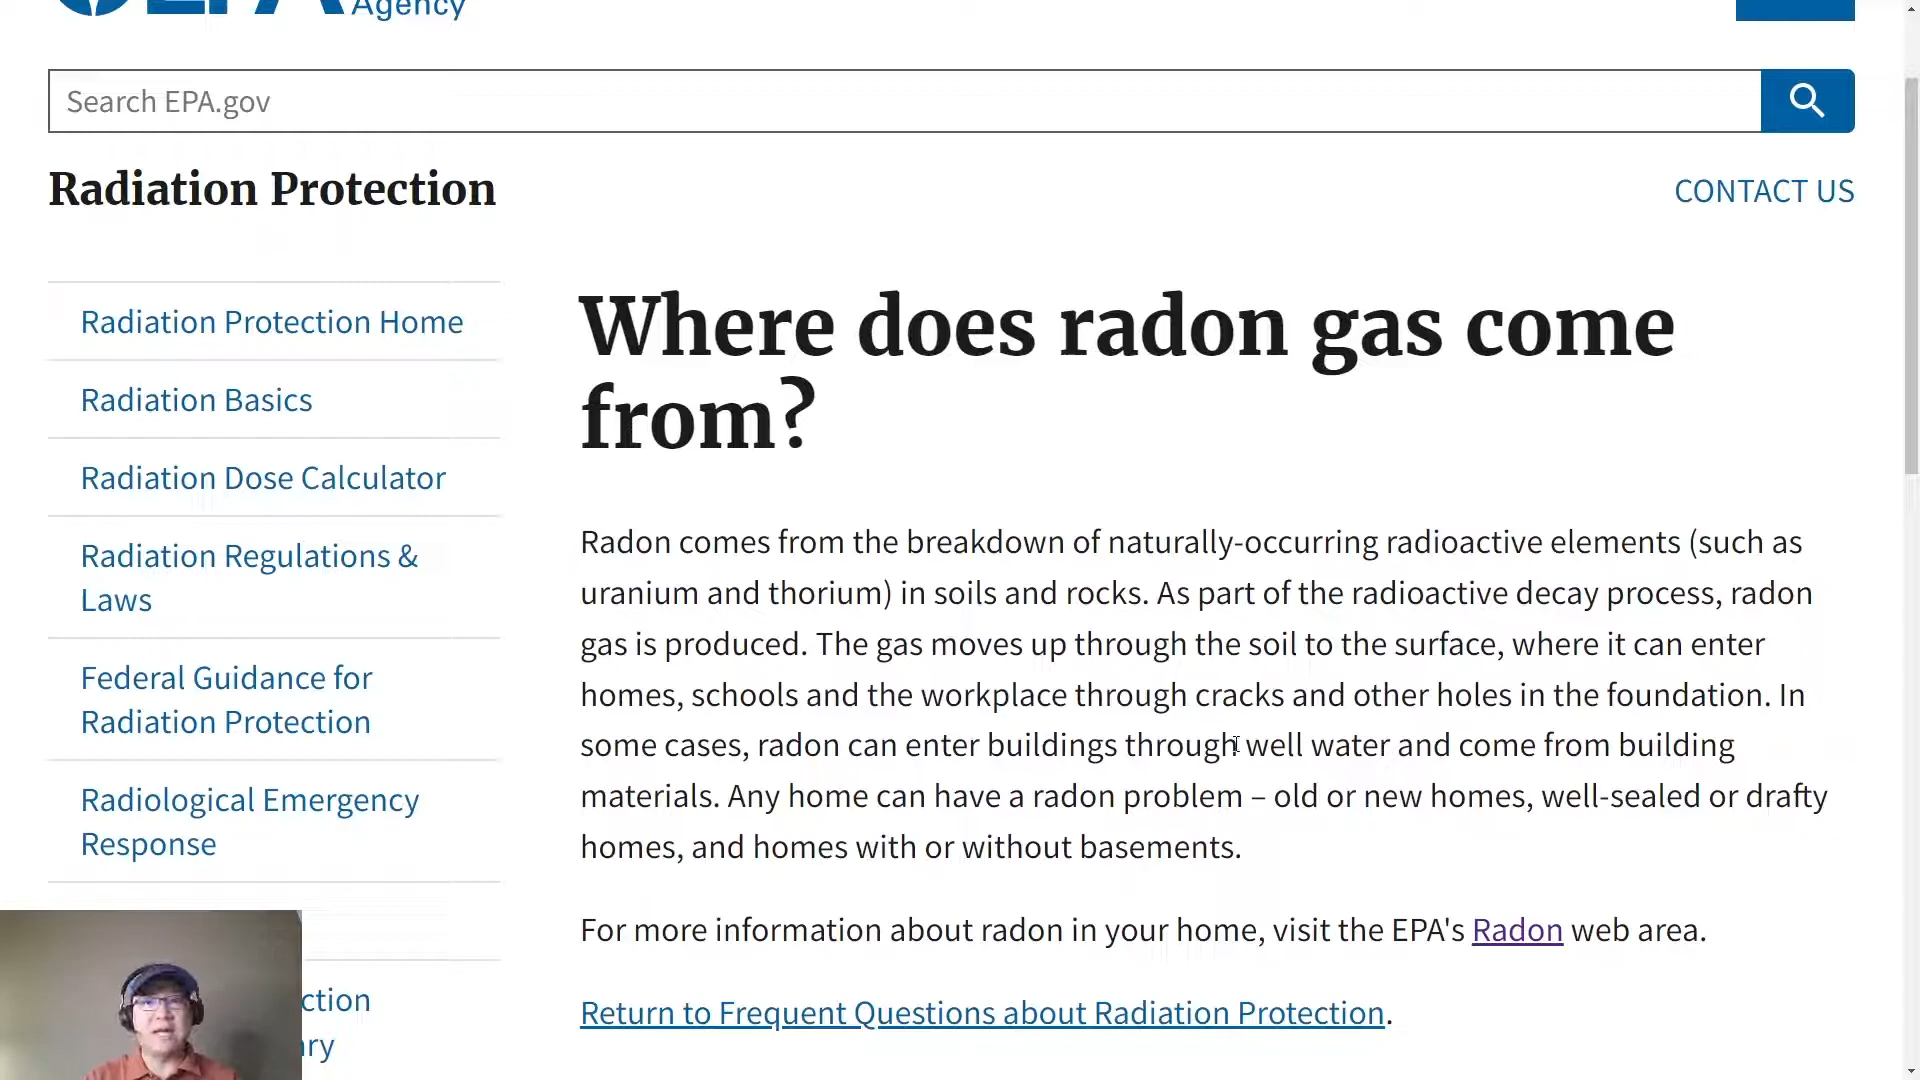 Agency
Search EPA.gov
Radiation Protection
CONTACT US
Radiation Protection Home
Radiation Basics
Radiation Dose Calculator
Radiation Regulations &
Laws
Federal Guidance for
Radiation Protection
Radiological Emergency
Response
Where does radon gas come
from?
Radon comes from the breakdown of naturally-occurring radioactive elements (such as
uranium and thorium) in soils and rocks. As part of the radioactive decay process, radon
gas is produced. The gas moves up through the soil to the surface, where it can enter
homes, schools and the workplace through cracks and other holes in the foundation. In
some cases, radon can enter buildings through well water and come from building
materials. Any home can have a radon problem – old or new homes, well-sealed or drafty
homes, and homes with or without basements.
For more information about radon in your home, visit the EPA's Radon web area.
Return to Frequent Questions about Radiation Protection.